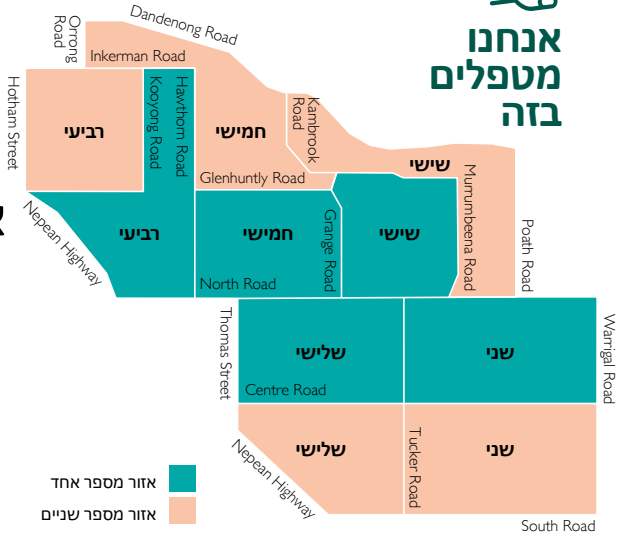 אנחנו
מטפלים
בזה
Dandenong Road
Orrong
Road
Inkerman Road
Hotham Street
Kooyong Road
Hawthorn Road
Kambrook
Road
רביעי
חמישי
שישי
Glenhuntly Road
Murrumbeena Road
Poath Road
Nepean Highway
רביעי
חמישי
Grange Road
שישי
North Road
Thomas Street
שלישי
שני
Warrigal Road
Centre Road
שלישי
שני
Tucker Road
Nepean Highway
South Road
אזור מספר אחד
אזור מספר שניים